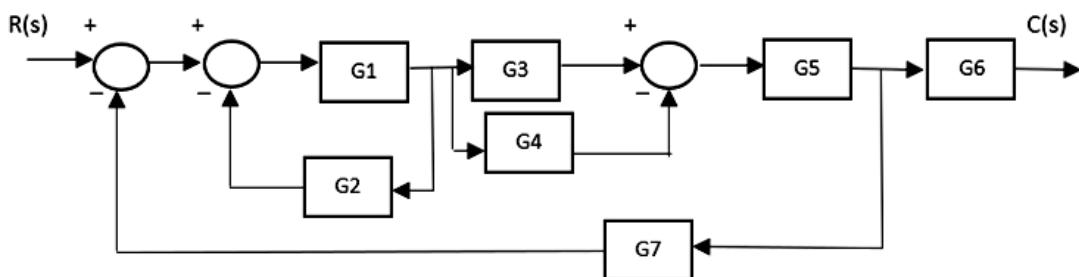 R(s) + + + C(s)
G1 G3 G5 G6
− − −
G4
G2
G7